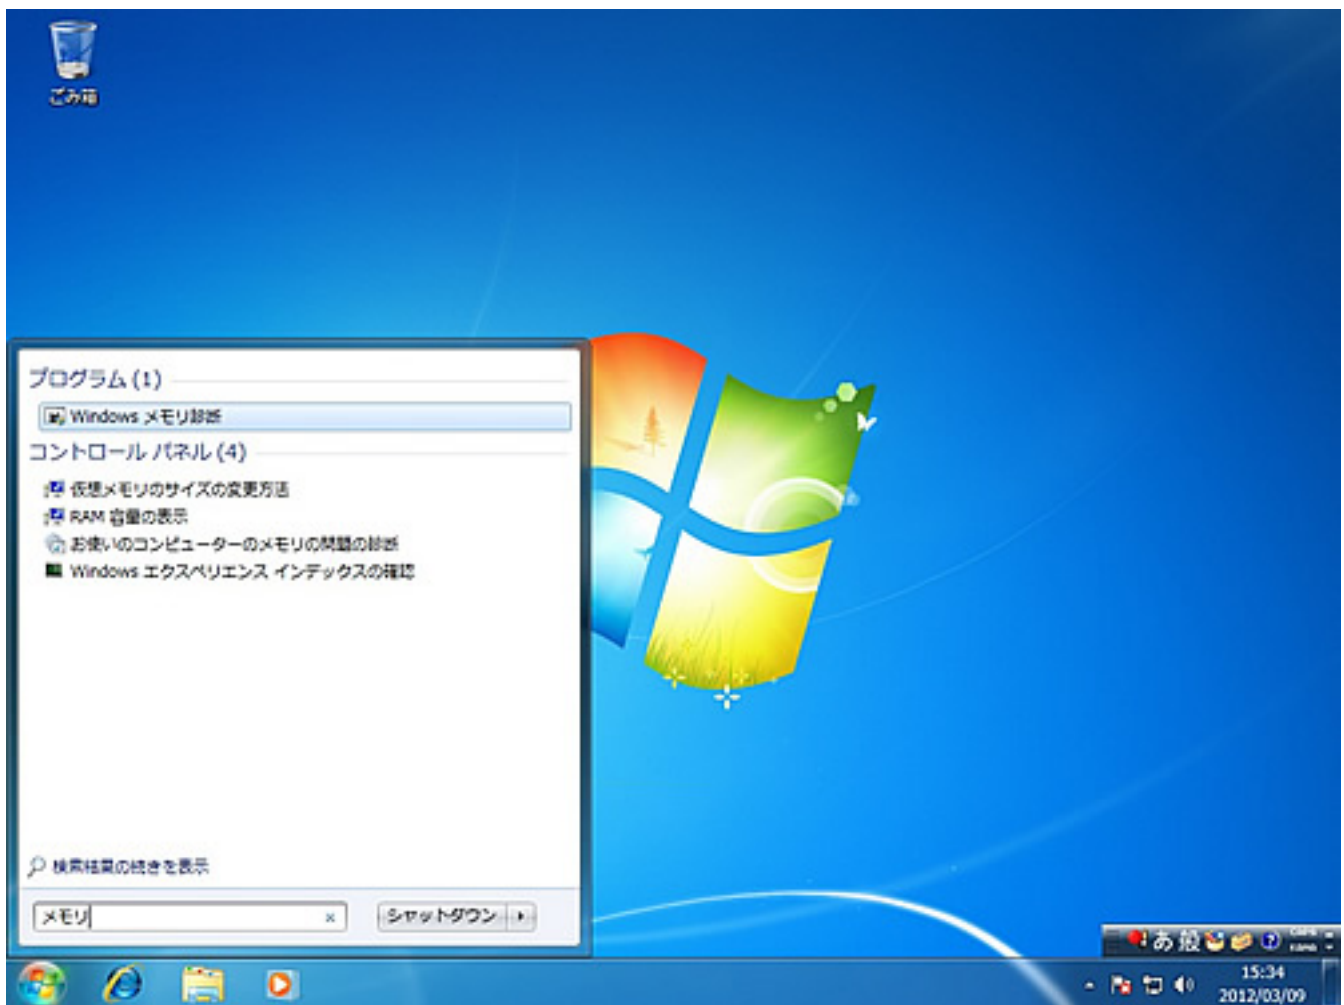 ごみ箱
プログラム (1)
Windows メモリ診断
コントロール パネル (4)
仮想メモリのサイズの変更方法
RAM 容量の表示
お使いのコンピューターのメモリの問題の診断
Windows エクスペリエンス インデックスの確認
検索結果の続きを表示
メモリ
シャットダウン
あ 般
CAPS
KANA
15:34
2012/03/09